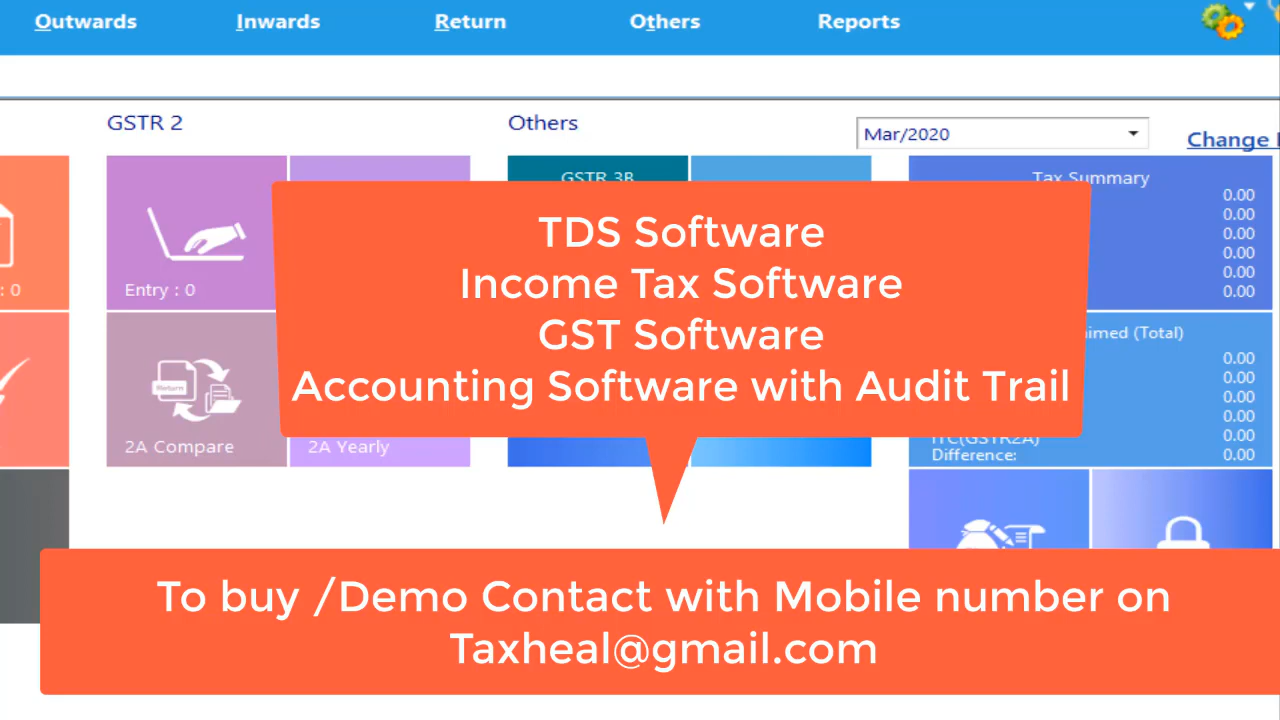 Outwards Inwards Return Others Reports
GSTR 2 Others Mar/2020 Change
GSTR 3B Tax Summary
0.00
0.00
0.00
0.00
0.00
0.00
: 0 Entry : 0
TDS Software
Income Tax Software
GST Software
Accounting Software with Audit Trail
(Total)
0.00
0.00
0.00
0.00
ITC(GSTR2A) 0.00
Difference: 0.00
Return
2A Compare 2A Yearly
To buy /Demo Contact with Mobile number on
Taxheal@gmail.com